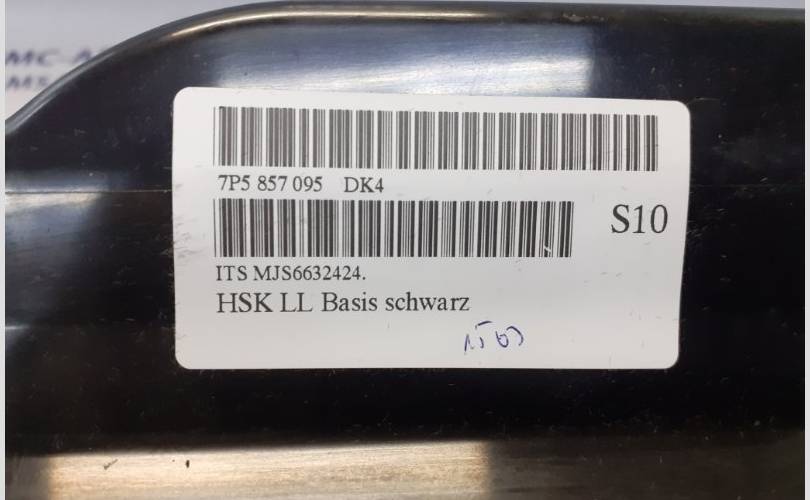 7P5 857 095 DK4
S10
ITS MJS6632424.
HSK LL Basis schwarz